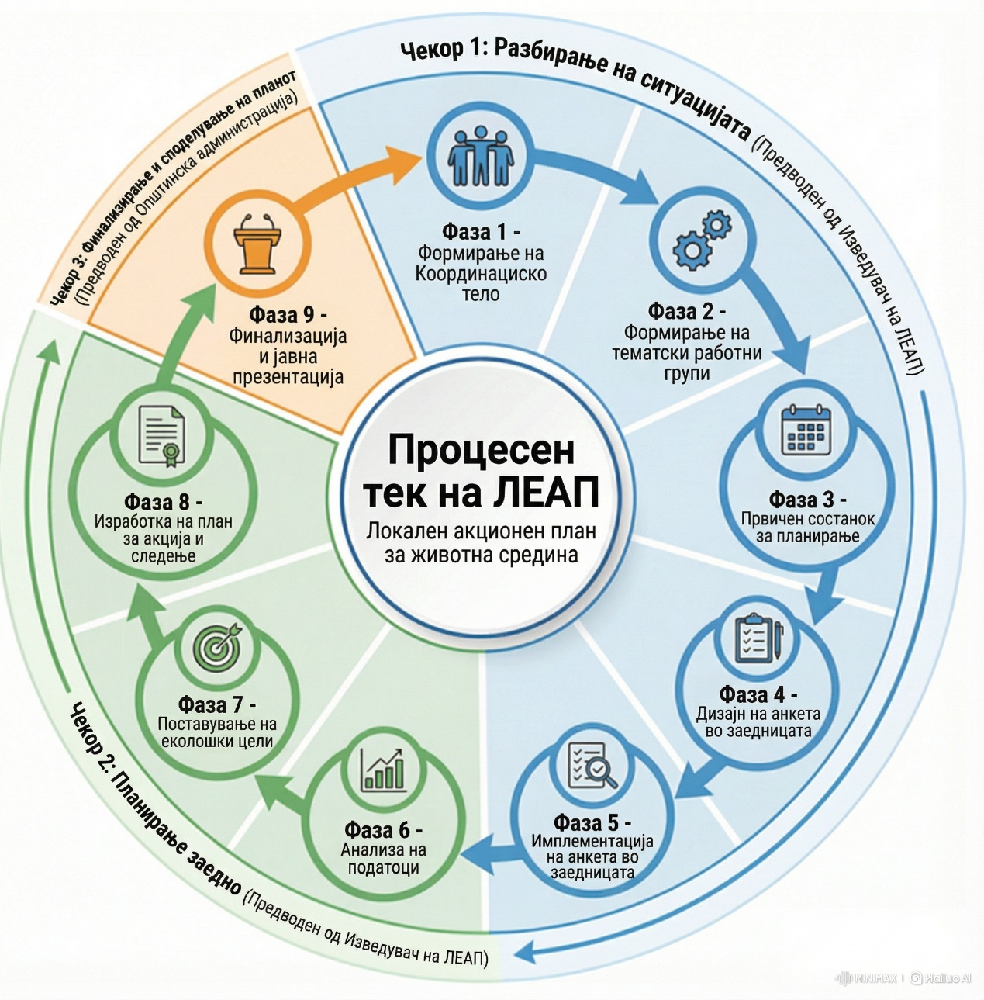 Чекор 1: Разбирање на ситуацијата (Предводен од Изведувач на ЛЕАП)
Чекор 3: Финализирање и споделување на планот
(Предводен од Општинска администрација)
Фаза 1 -
Формирање на
Координациско
тело
Фаза 2 -
Формирање на
тематски работни
групи
Фаза 9 -
Финализација
и јавна
презентација
Процесен
тек на ЛЕАП
Локален акционен план
за животна средина
Фаза 3 -
Првичен состанок
за планирање
Фаза 8 -
Изработка на план
за акција и
следење
Фаза 4 -
Дизајн на анкета
во заедницата
Фаза 7 -
Поставување на
еколошки цели
Фаза 5 -
Имплементација
на анкета во
заедницата
Фаза 6 -
Анализа на
податоци
Чекор 2: Планирање заедно (Предводен од Изведувач на ЛЕАП)
MINIMAX | Hailuo AI